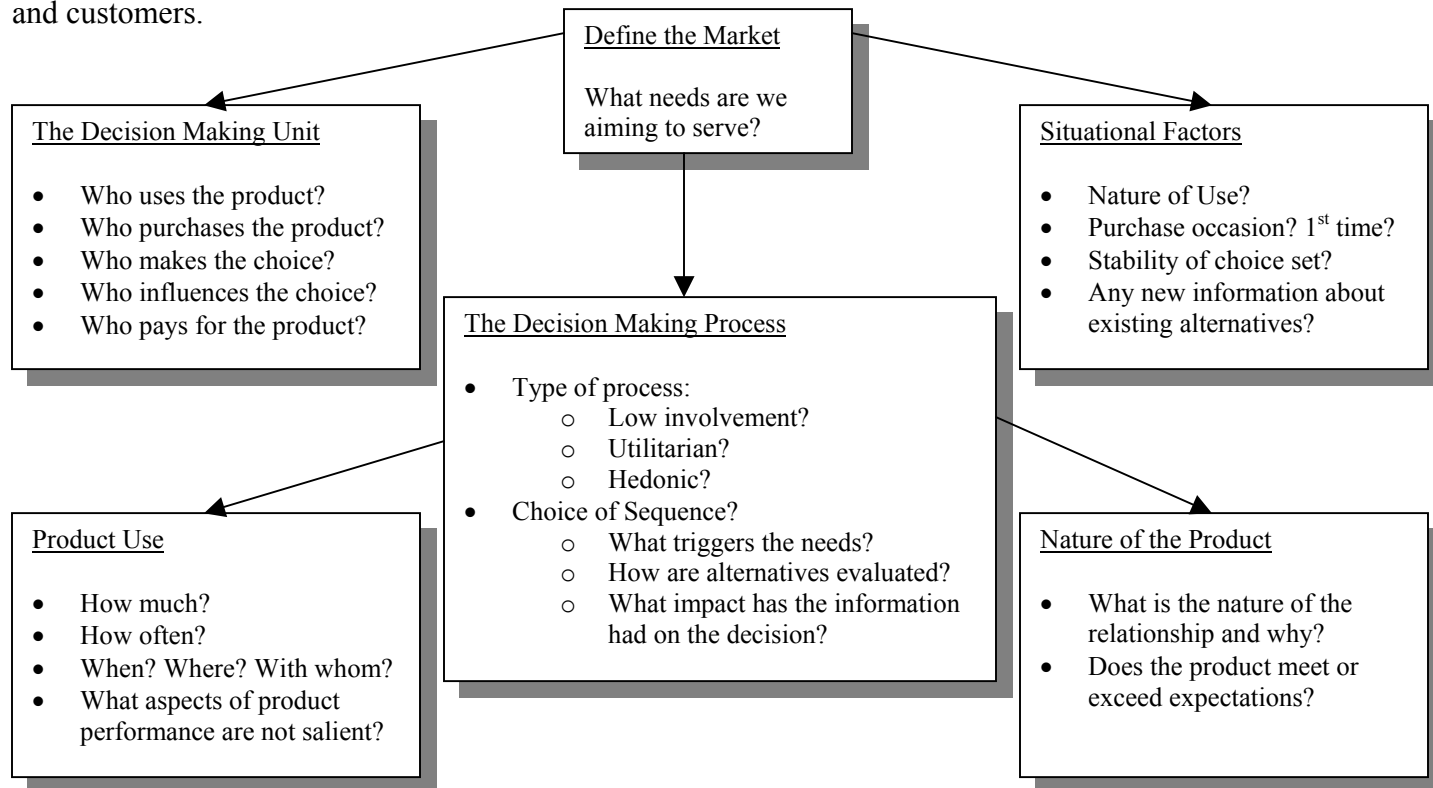 and customers.
Define the Market
What needs are we
aiming to serve?
The Decision Making Unit
• Who uses the product?
• Who purchases the product?
• Who makes the choice?
• Who influences the choice?
• Who pays for the product?
Situational Factors
• Nature of Use?
• Purchase occasion? 1st time?
• Stability of choice set?
• Any new information about
existing alternatives?
The Decision Making Process
• Type of process:
o Low involvement?
o Utilitarian?
o Hedonic?
• Choice of Sequence?
o What triggers the needs?
o How are alternatives evaluated?
o What impact has the information
had on the decision?
Product Use
• How much?
• How often?
• When? Where? With whom?
• What aspects of product
performance are not salient?
Nature of the Product
• What is the nature of the
relationship and why?
• Does the product meet or
exceed expectations?